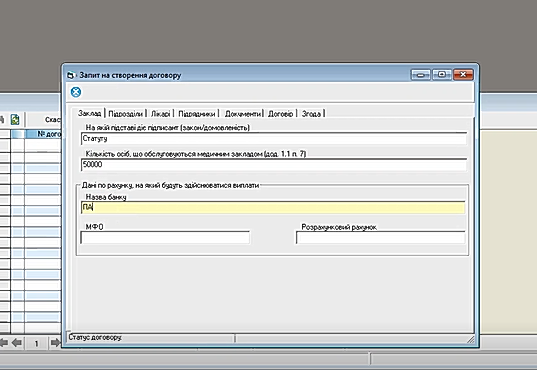 Запит на створення договору
Скас
№ дого
Заклад Підрозділи Лікарі Підрядники Документи Договір Згода
На якій підставі діє підписант (закон/домовленість)
Статуту
Кількість осіб, що обслуговуються медичним закладом (дод. 1.1 п. 7)
50000
Дані по рахунку, на який будуть здійснюватися виплати
Назва банку
ПА
МФО Розрахунковий рахунок
1
Статус договору: